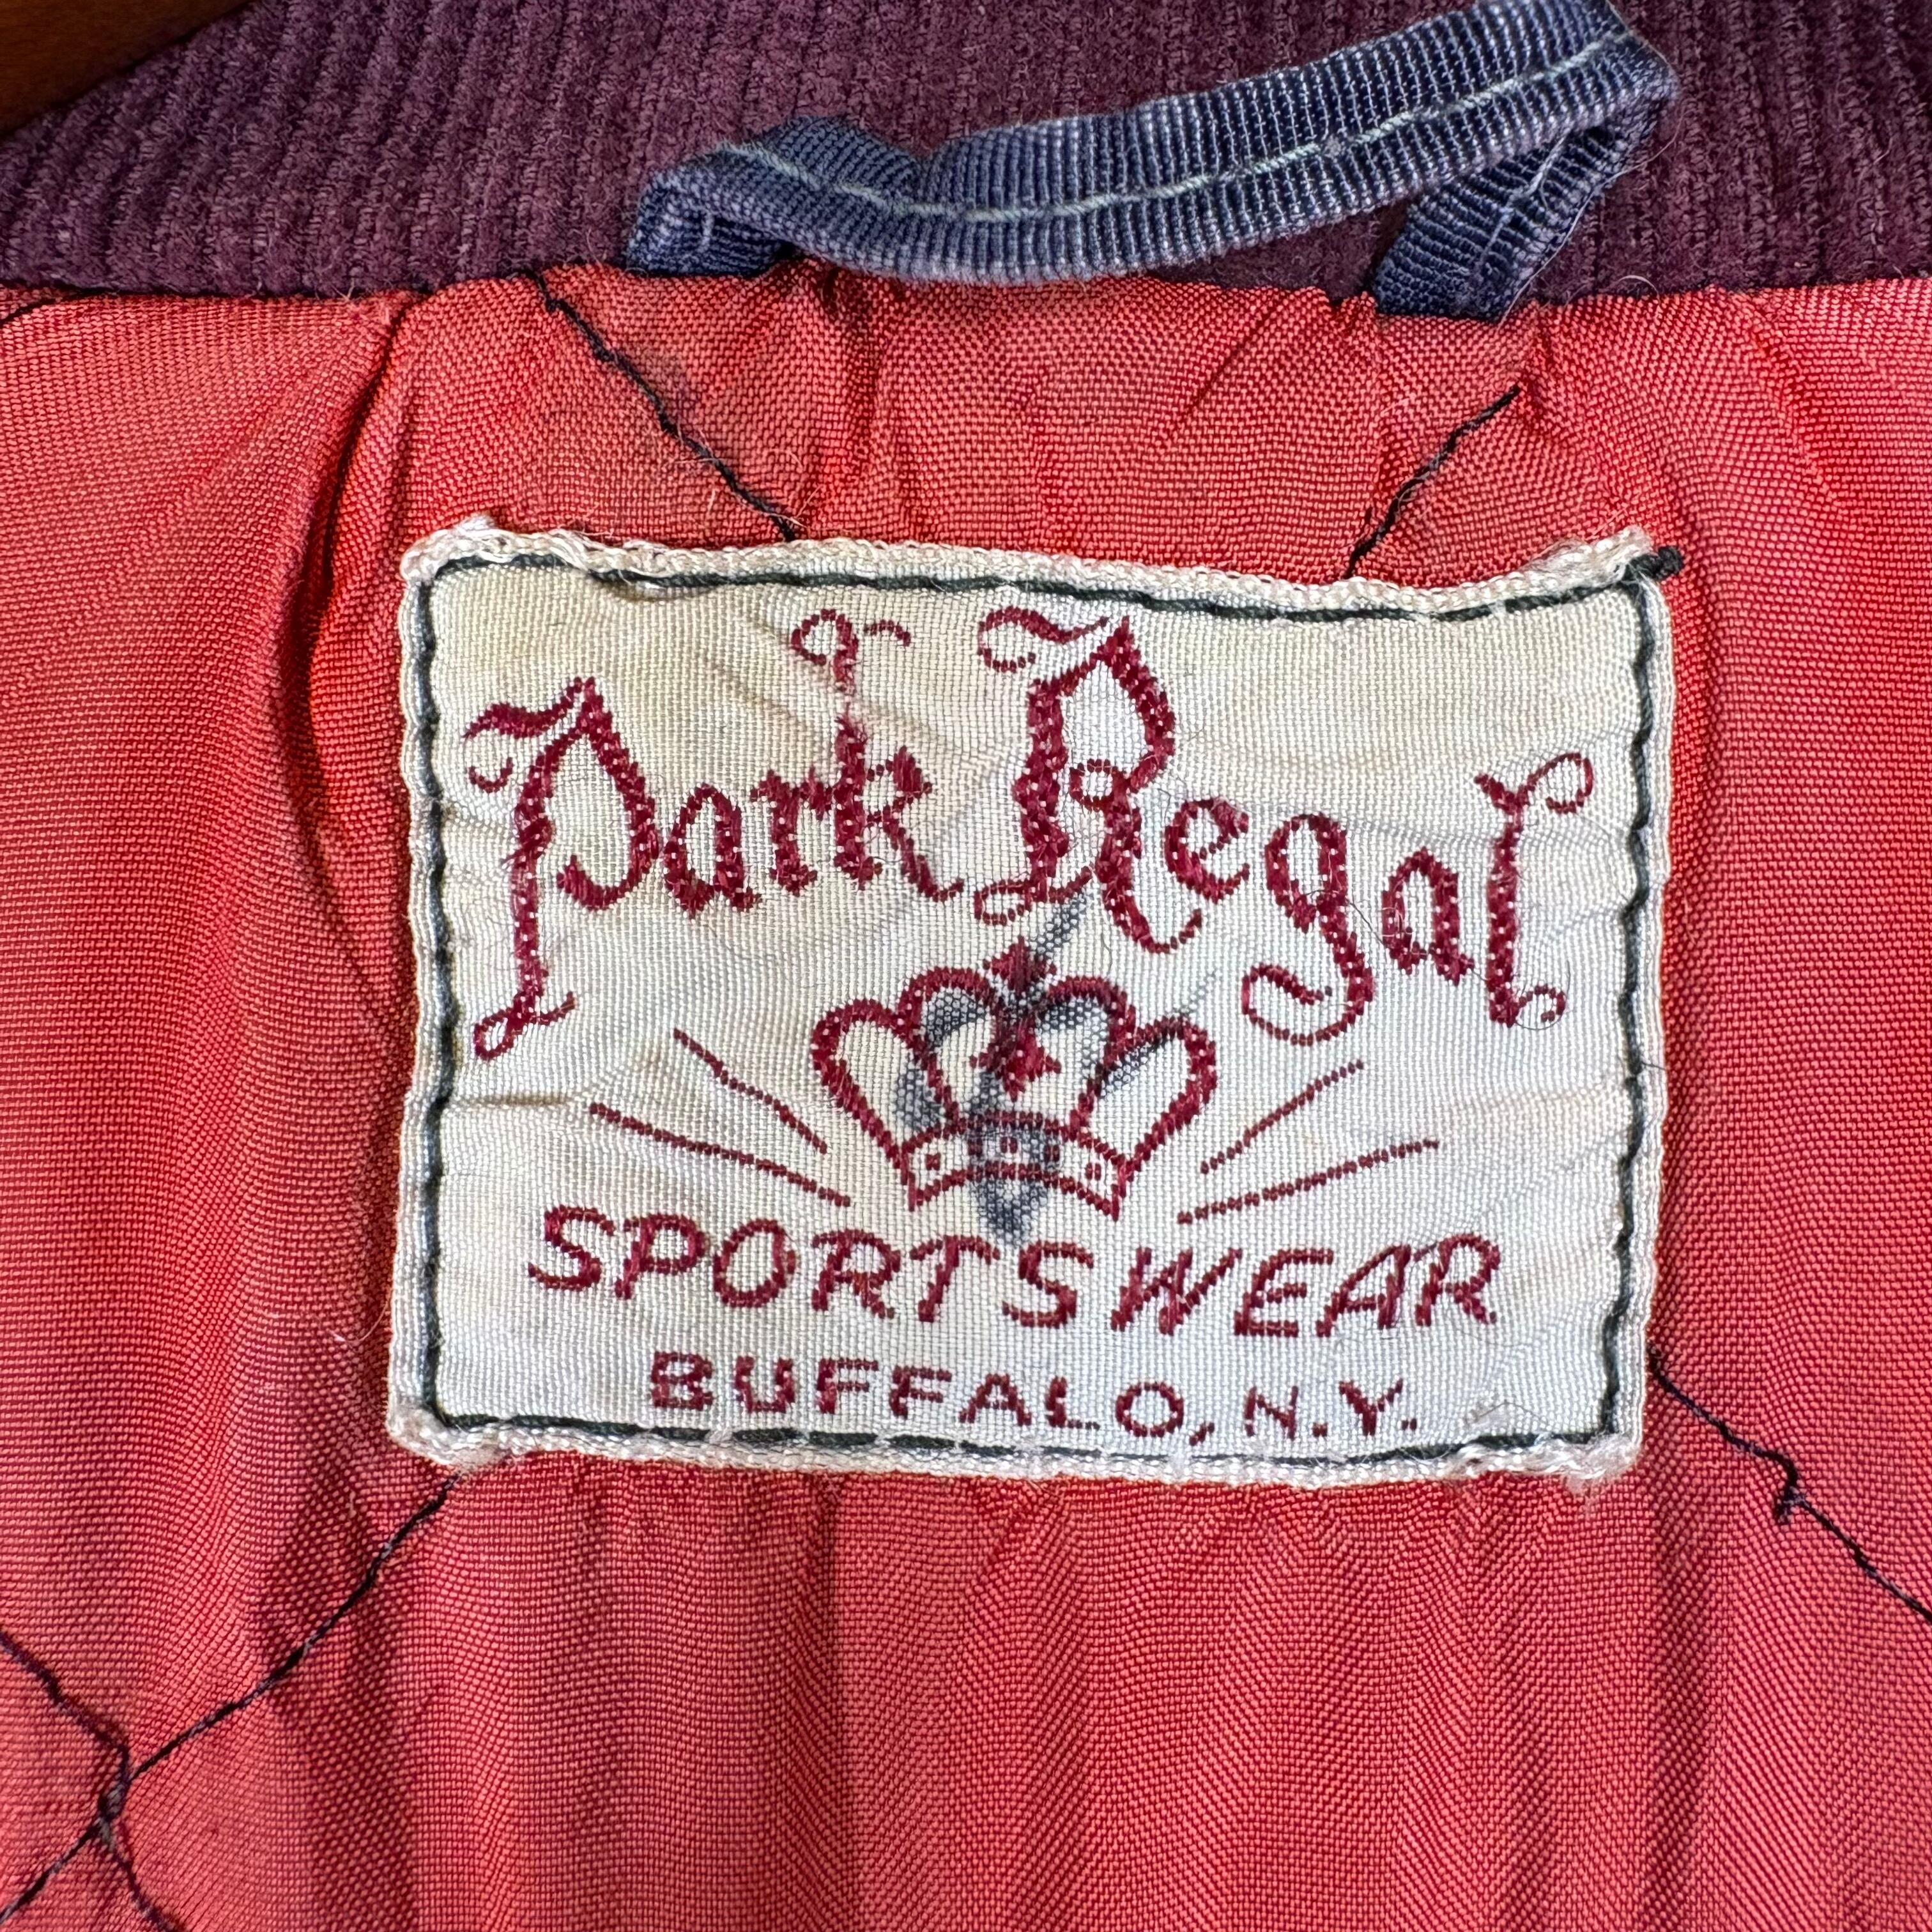 Park Regal
SPORTSWEAR
BUFFALO, N.Y.